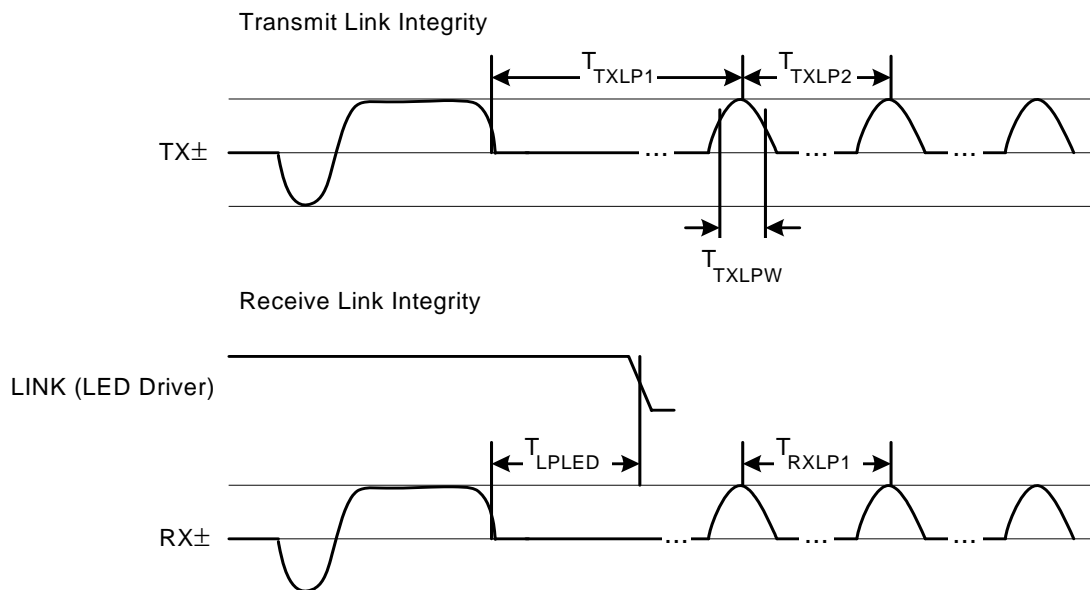 Transmit Link Integrity
TTXLP1
TTXLP2
TX±
... ... ...
TTXLPW
Receive Link Integrity
LINK (LED Driver)
TLPLED
TRXLP1
RX±
... ... ...